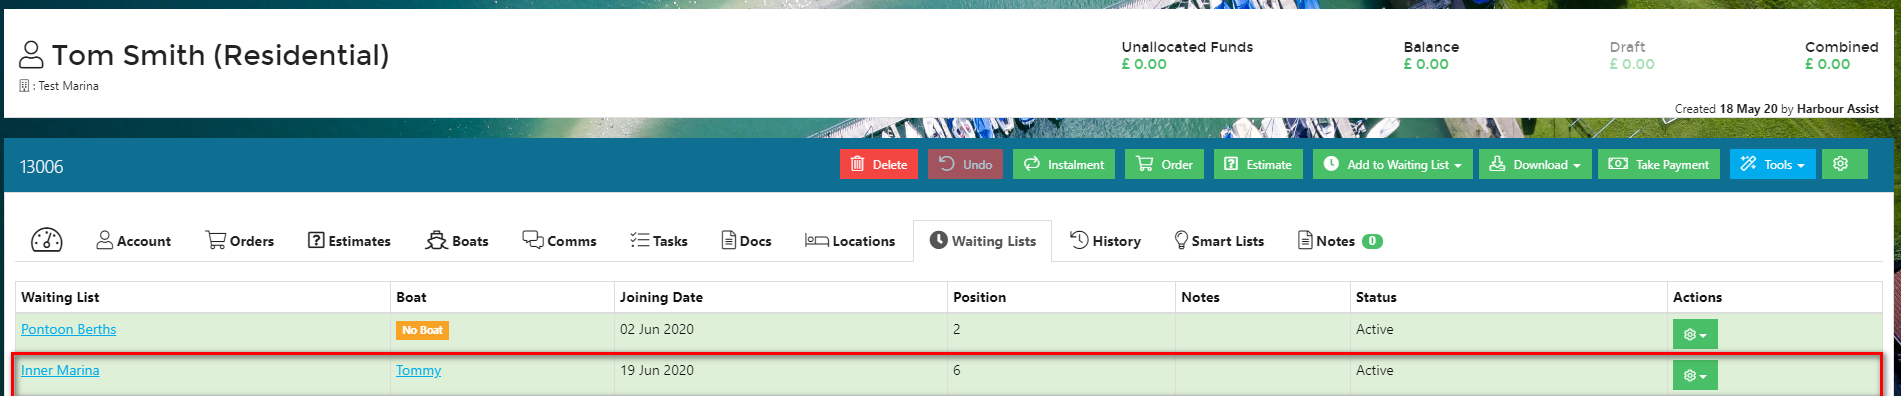 Tom Smith (Residential)
: Test Marina
Unallocated Funds Balance Draft Combined
£ 0.00 £ 0.00 £ 0.00 £ 0.00
Created 18 May 20 by Harbour Assist
13006
Delete Undo Instalment Order Estimate Add to Waiting List Download Take Payment Tools
Account Orders Estimates Boats Comms Tasks Docs Locations Waiting Lists History Smart Lists Notes 0
Waiting List Boat Joining Date Position Notes Status Actions
Pontoon Berths No Boat 02 Jun 2020 2 Active
Inner Marina Tommy 19 Jun 2020 6 Active